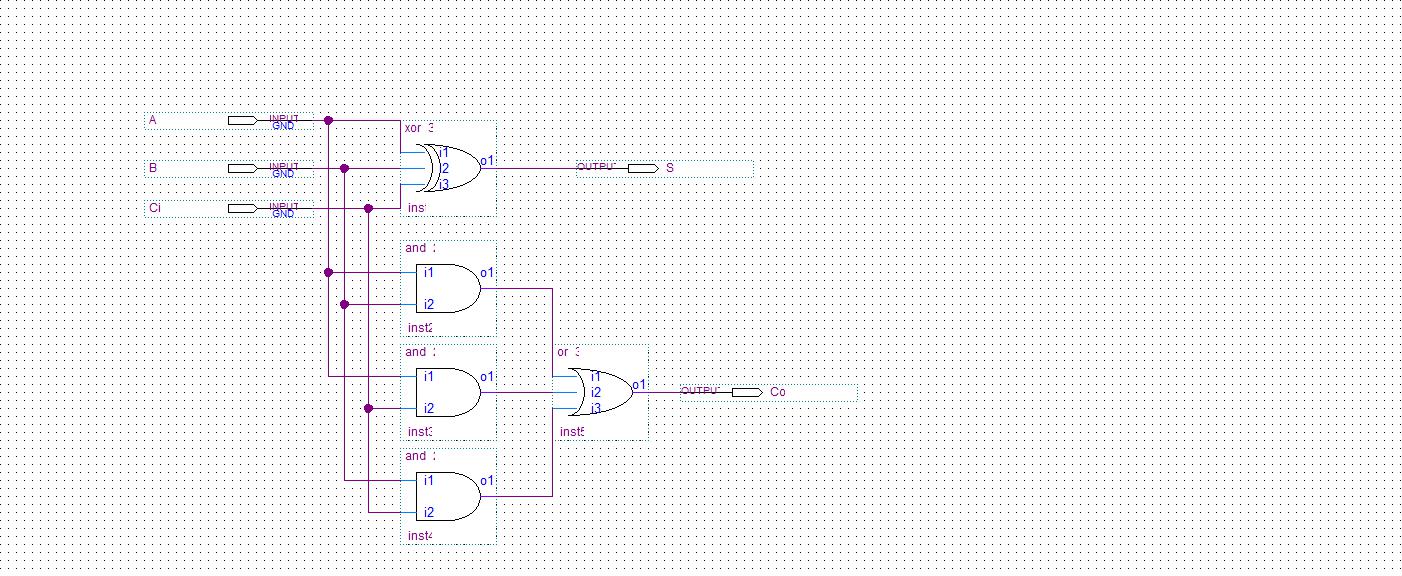 A INPUT
GND
xor 3
i1
B INPUT
GND
i2
o1
OUTPUT S
i3
Ci INPUT
GND
inst
and 2
i1 o1
i2
inst2
and 2
or 3
i1 o1
i1
i2
o1
OUTPUT Co
i2
i3
inst3
inst5
and 2
i1 o1
i2
inst4